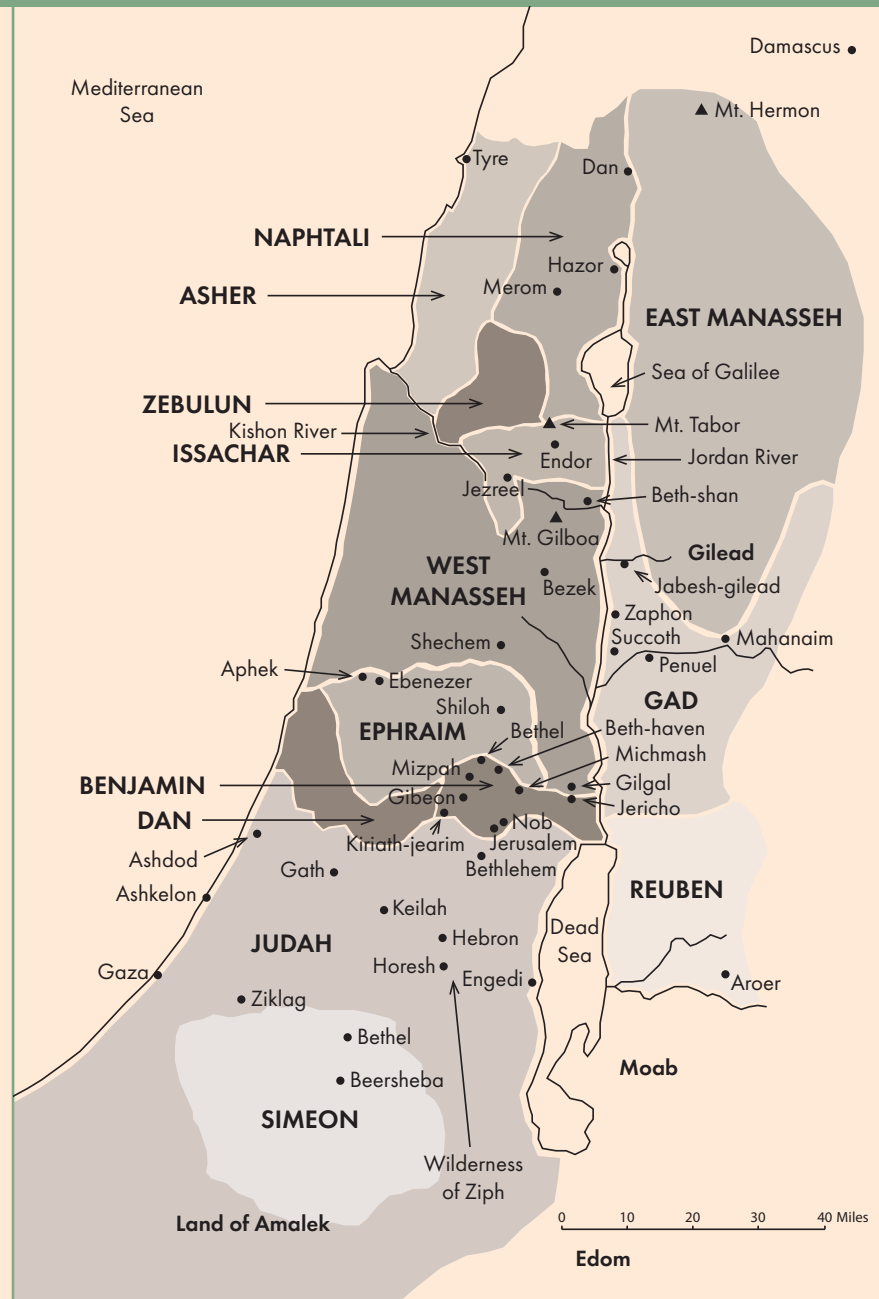 Damascus
Mediterranean
Sea
Mt. Hermon
Tyre
Dan
NAPHTALI
Hazor
Merom
ASHER
EAST MANASSEH
Sea of Galilee
ZEBULUN
Kishon River
Mt. Tabor
ISSACHAR
Endor
Jordan River
Jezreel
Beth-shan
Mt. Gilboa
Gilead
WEST
MANASSEH
Bezek
Jabesh-gilead
Zaphon
Succoth
Mahanaim
Shechem
Penuel
Aphek
Ebenezer
GAD
Shiloh
EPHRAIM
Bethel
Beth-haven
Michmash
Mizpah
BENJAMIN
Gilgal
Gibeon
Jericho
DAN
Nob
Kiriath-jearim
Jerusalem
Ashdod
Bethlehem
Gath
Ashkelon
REUBEN
Keilah
Dead
Sea
JUDAH
Hebron
Horesh
Gaza
Engedi
Aroer
Ziklag
Bethel
Moab
Beersheba
SIMEON
Wilderness
of Ziph
Land of Amalek
0 10 20 30 40 Miles
Edom